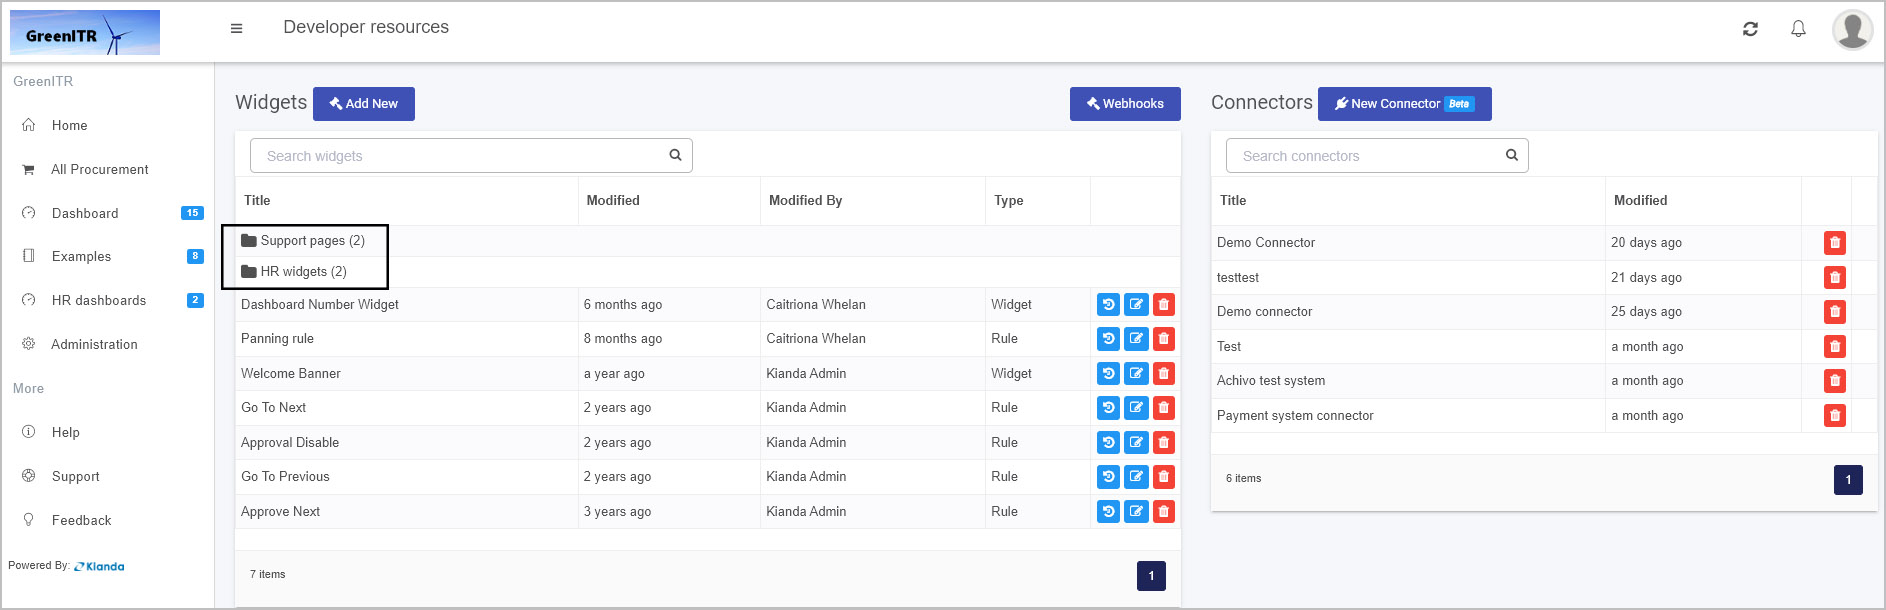 GreenITR
Developer resources
GreenITR
Home
All Procurement
Dashboard 15
Examples 8
HR dashboards 2
Administration
More
Help
Support
Feedback
Powered By: Kianda
Widgets Add New Webhooks
Search widgets
Title Modified Modified By Type
Support pages (2)
HR widgets (2)
Dashboard Number Widget 6 months ago Caitriona Whelan Widget
Panning rule 8 months ago Caitriona Whelan Rule
Welcome Banner a year ago Kianda Admin Widget
Go To Next 2 years ago Kianda Admin Rule
Approval Disable 2 years ago Kianda Admin Rule
Go To Previous 2 years ago Kianda Admin Rule
Approve Next 3 years ago Kianda Admin Rule
7 items 1
Connectors New Connector Beta
Search connectors
Title Modified
Demo Connector 20 days ago
testtest 21 days ago
Demo connector 25 days ago
Test a month ago
Achivo test system a month ago
Payment system connector a month ago
6 items 1